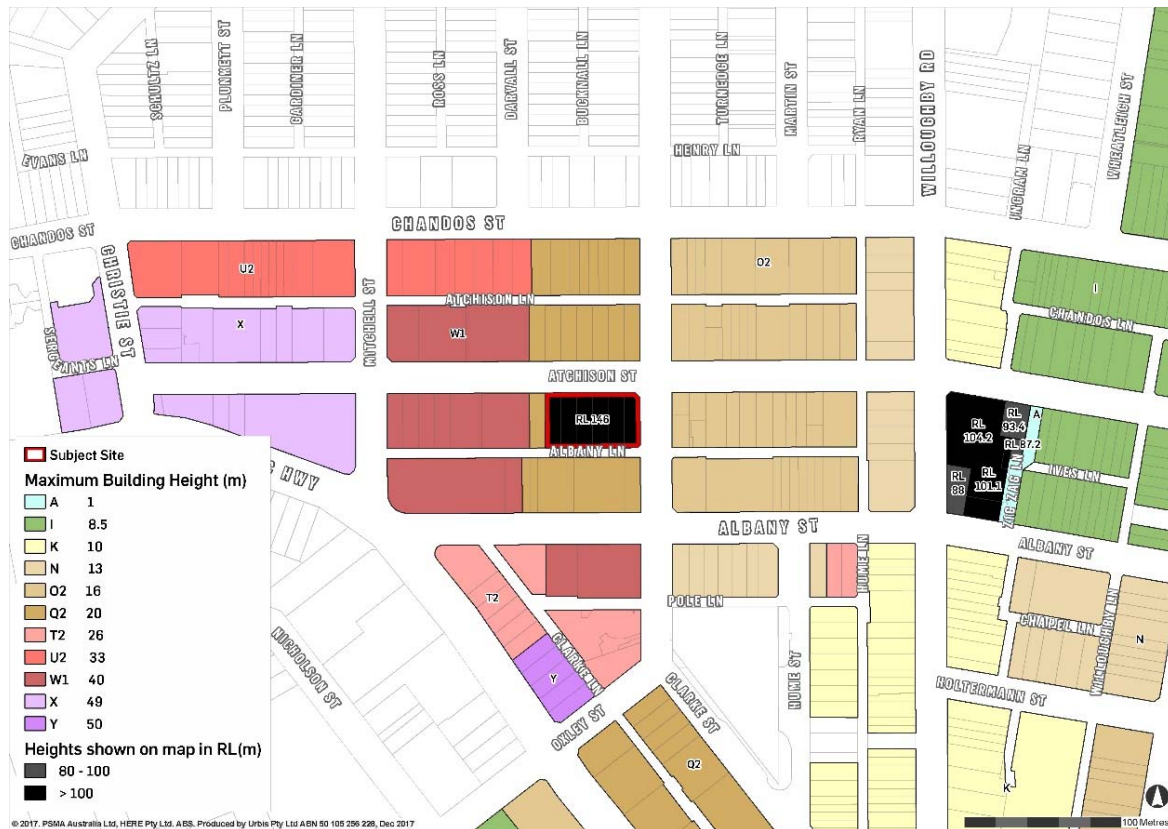 SCHULTZ LN
PLUNKETT ST
GARDINER LN
ROSS LN
DARVALL ST
BUCKNALL LN
TURNEDGE LN
MARTIN ST
RYAN LN
WILLOUGHBY RD
INGRAM LN
WHEATLEIGH ST
EVANS LN
HENRY LN
CHANDOS ST
CHANDOS ST
CHRISTIE ST
U2
O2
I
ATCHISON LN
CHANDOS LN
X
MITCHELL ST
W1
SERGEANTS LN
ATCHISON ST
RL 146
ALBANY LN
RL 104.2
RL 93.4
A
RL 87.2
RL 88
RL 101.1
ZIG ZAG LN
IVES LN
HWY
ALBANY ST
ALBANY ST
HUME LN
T2
POLE LN
CHAPEL LN
WILLOUGHBY LN
N
NICHOLSON ST
CLARKE LN
Y
CLARKE ST
HUME ST
HOLTERMANN ST
OXLEY ST
Q2
K
Subject Site
Maximum Building Height (m)
A 1
I 8.5
K 10
N 13
O2 16
Q2 20
T2 26
U2 33
W1 40
X 49
Y 50
Heights shown on map in RL(m)
80 - 100
> 100
© 2017. PSMA Australia Ltd, HERE Pty Ltd. ABS. Produced by Urbis Pty Ltd ABN 50 105 256 228, Dec 2017
100 Metres